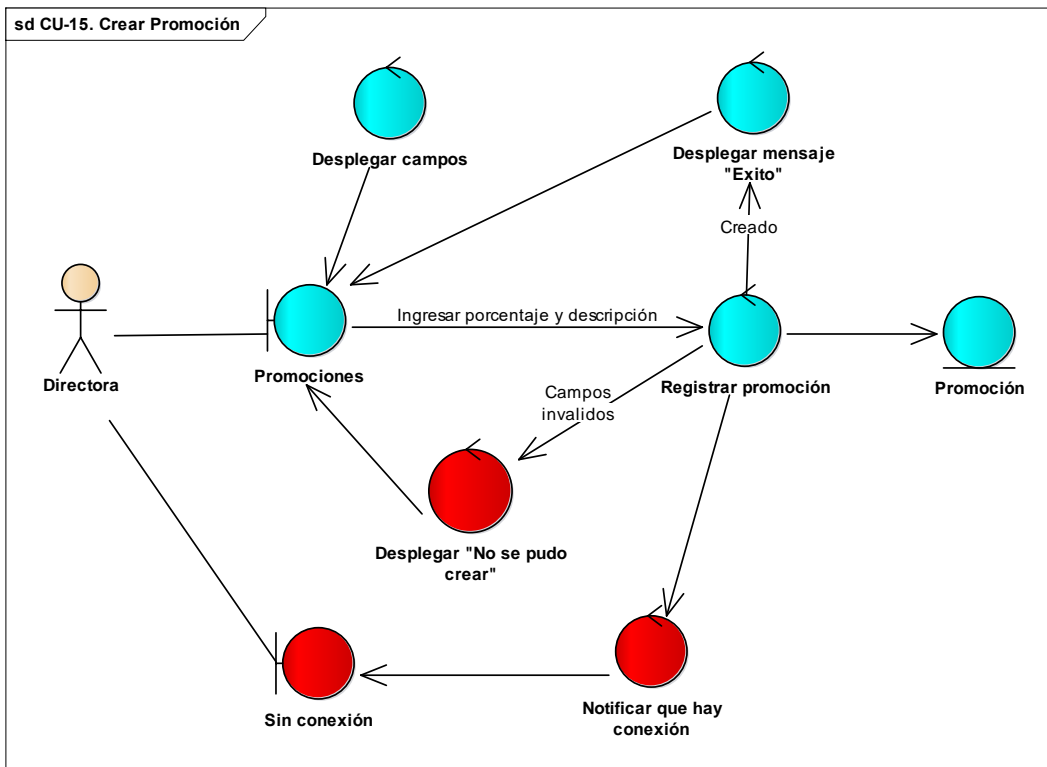 sd CU-15. Crear Promoción
Desplegar campos
Desplegar mensaje
"Exito"
Creado
Ingresar porcentaje y descripción
Directora
Promociones
Registrar promoción
Promoción
Campos
invalidos
Desplegar "No se pudo
crear"
Sin conexión
Notificar que hay
conexión